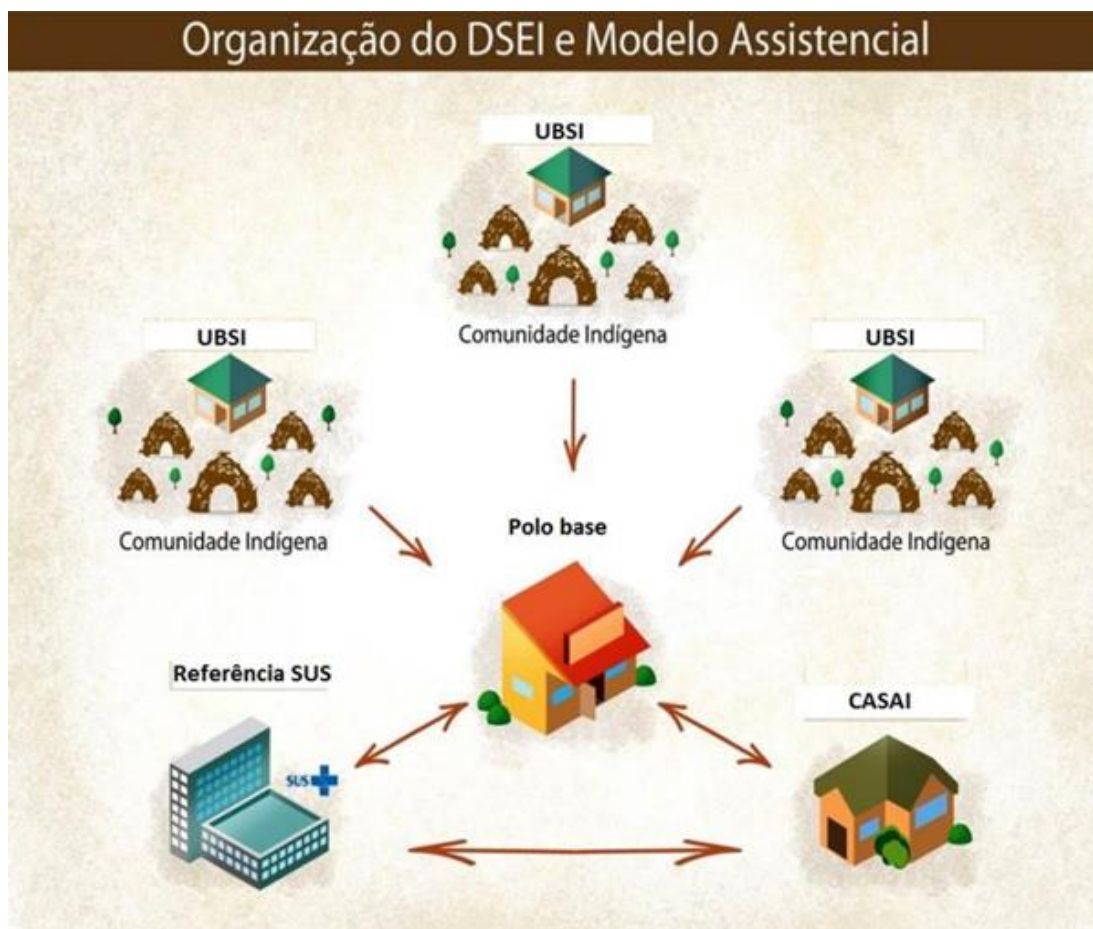 Organização do DSEI e Modelo Assistencial
UBSI
Comunidade Indígena
UBSI
Comunidade Indígena
UBSI
Comunidade Indígena
Polo base
Referência SUS
SUS
CASAI